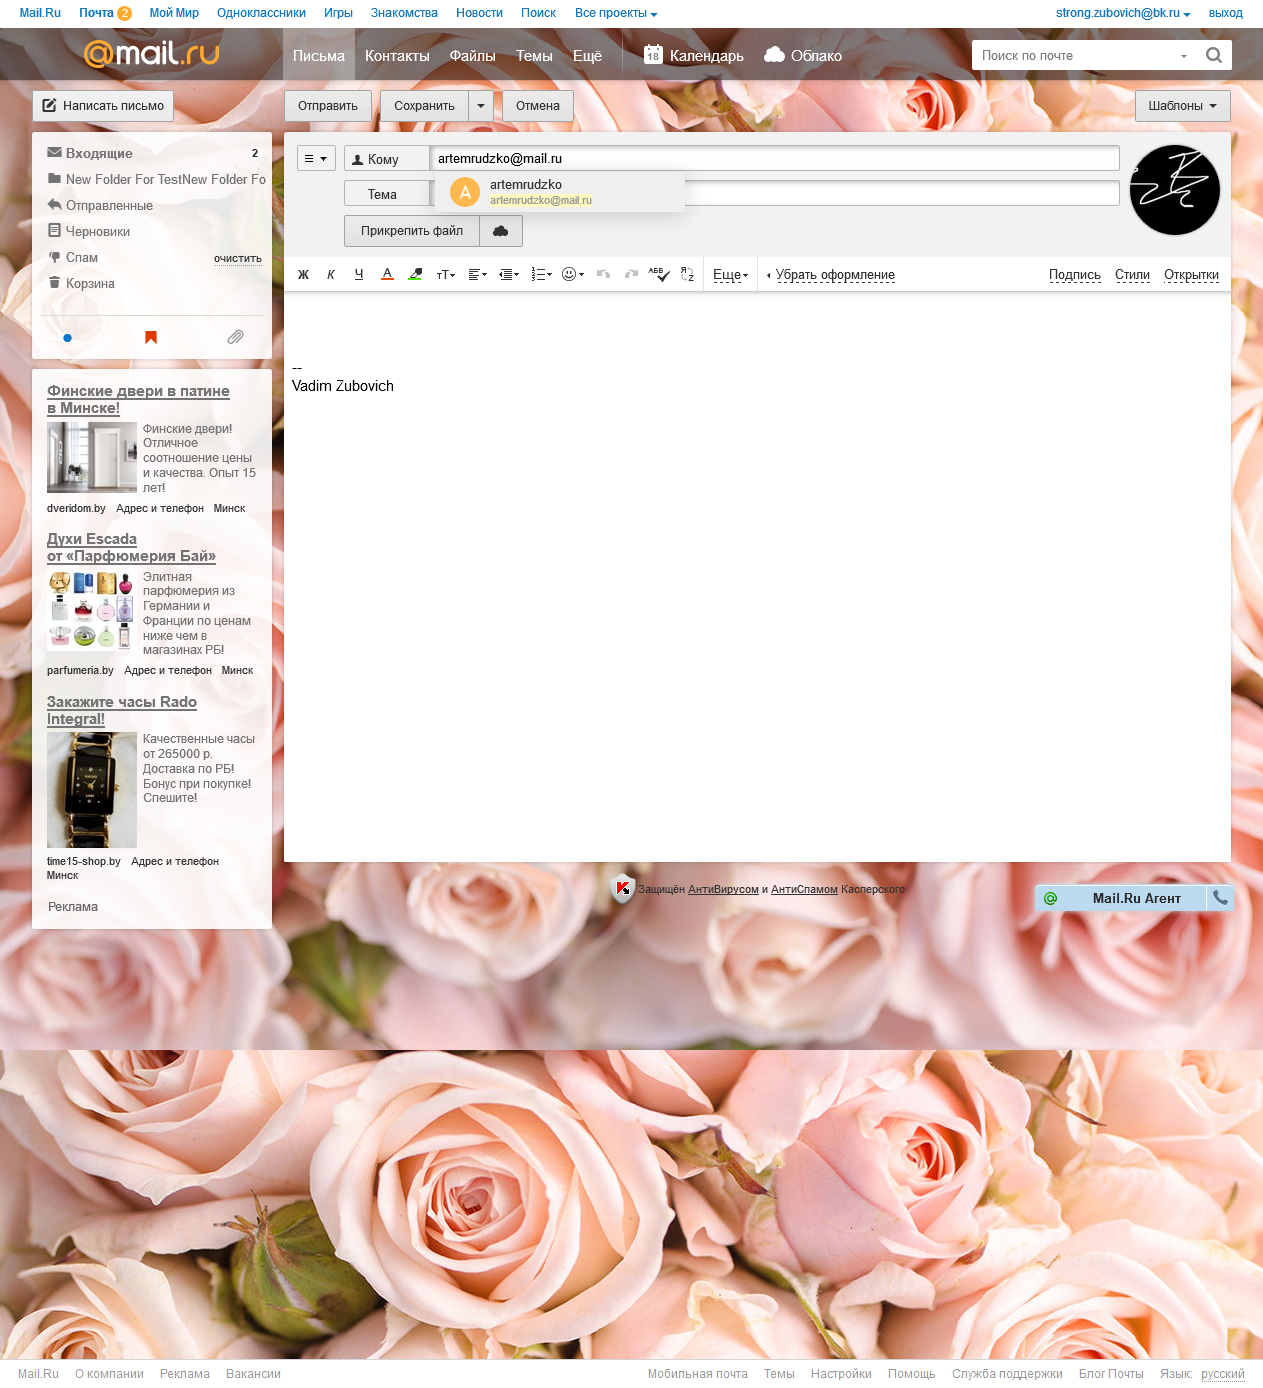 Mail.Ru Почта 2 Мой Мир Одноклассники Игры Знакомства Новости Поиск Все проекты strong.zubovich@bk.ru выход
@mail.ru Письма Контакты Файлы Темы Ещё 18 Календарь Облако Поиск по почте
Написать письмо Отправить Сохранить Отмена Шаблоны
Входящие 2
New Folder For TestNew Folder Fo
Отправленные
Черновики
Спам очистить
Корзина
Кому artemrudzko@mail.ru
A artemrudzko
artemrudzko@mail.ru
Тема
Прикрепить файл
Ж К Ч А тТ АБВ Я Z Еще Убрать оформление Подпись Стили Открытки
--
Vadim Zubovich
Финские двери в патине
в Минске!
Финские двери!
Отличное
соотношение цены
и качества. Опыт 15
лет!
dveridom.by Адрес и телефон Минск
Духи Escada
от «Парфюмерия Бай»
Элитная
парфюмерия из
Германии и
Франции по ценам
ниже чем в
магазинах РБ!
parfumeria.by Адрес и телефон Минск
Закажите часы Rado
Integral!
Качественные часы
от 265000 р.
Доставка по РБ!
Бонус при покупке!
Спешите!
time15-shop.by Адрес и телефон
Минск
Реклама
Защищён АнтиВирусом и АнтиСпамом Касперского
Mail.Ru Агент
Mail.Ru О компании Реклама Вакансии Мобильная почта Темы Настройки Помощь Служба поддержки Блог Почты Язык: русский